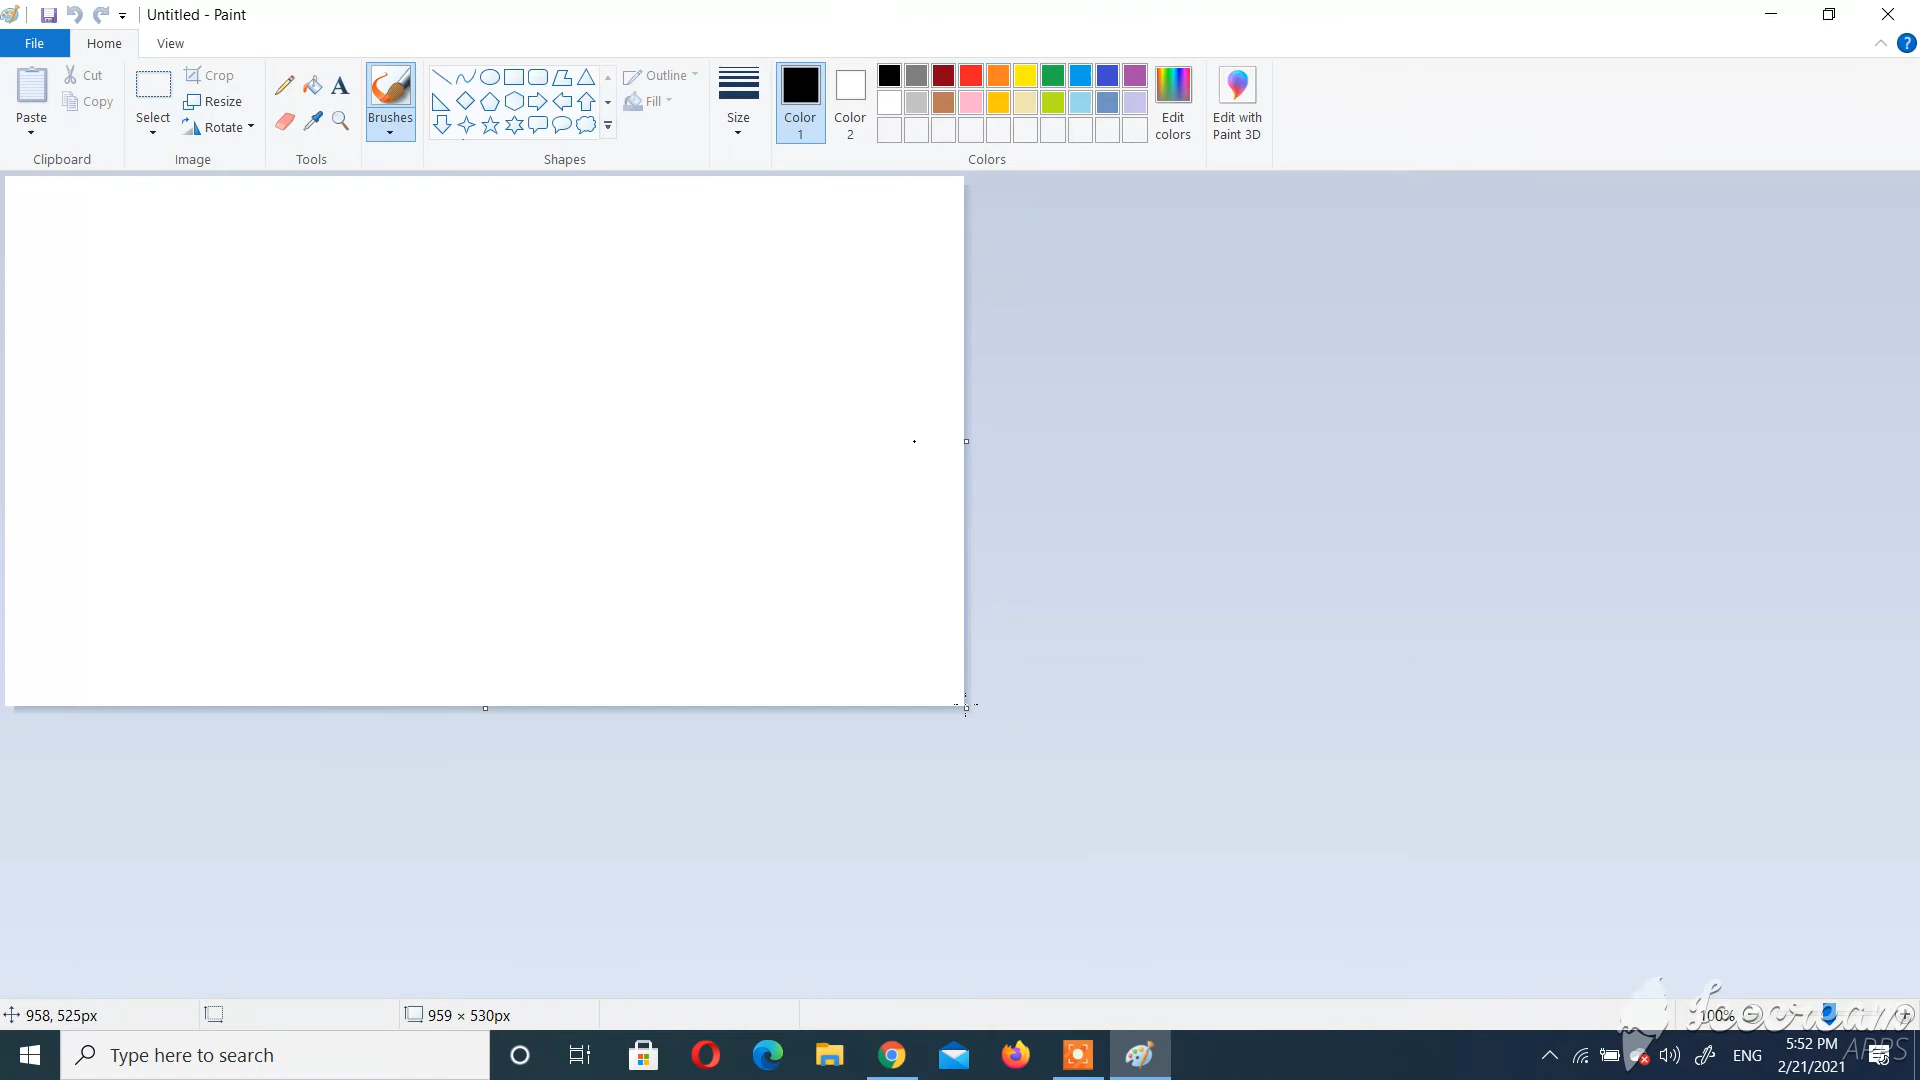 Untitled - Paint
File Home View
Paste
Cut
Copy
Clipboard
Select
Crop
Resize
Rotate
Image
A
Tools
Brushes
Shapes
Outline
Fill
Size
Color
1
Color
2
Edit
colors
Colors
Edit with
Paint 3D
?
958, 525px
959 × 530px
100%
Icecream
APPS
Type here to search
ENG
5:52 PM
2/21/2021